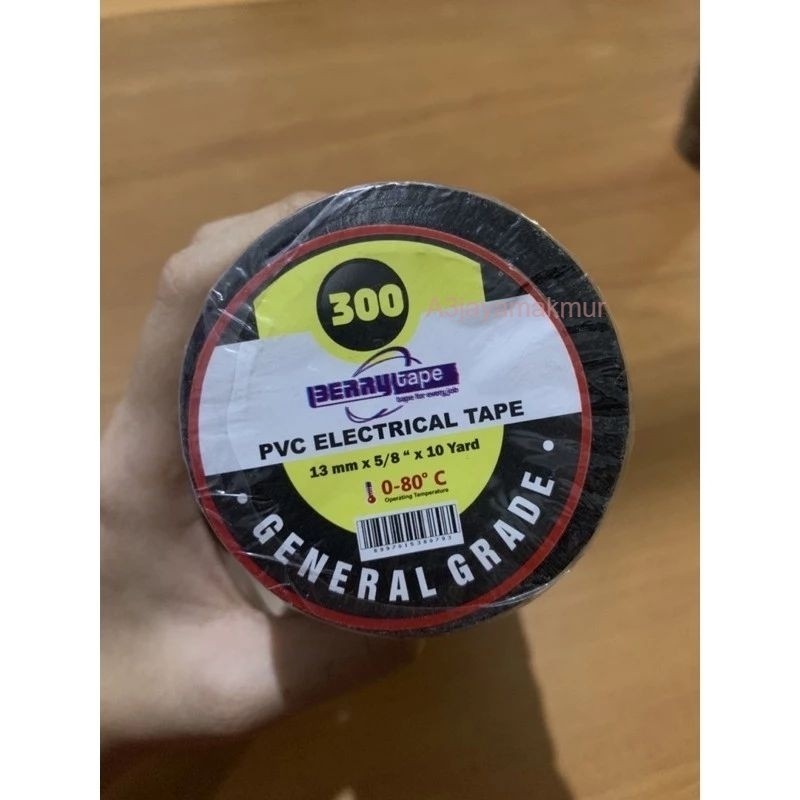 300
Adjayamakmur
BERRYtape
tape for every job
PVC ELECTRICAL TAPE
13 mm x 5/8 “ x 10 Yard
0-80° C
Operating Temperature
• GENERAL GRADE •